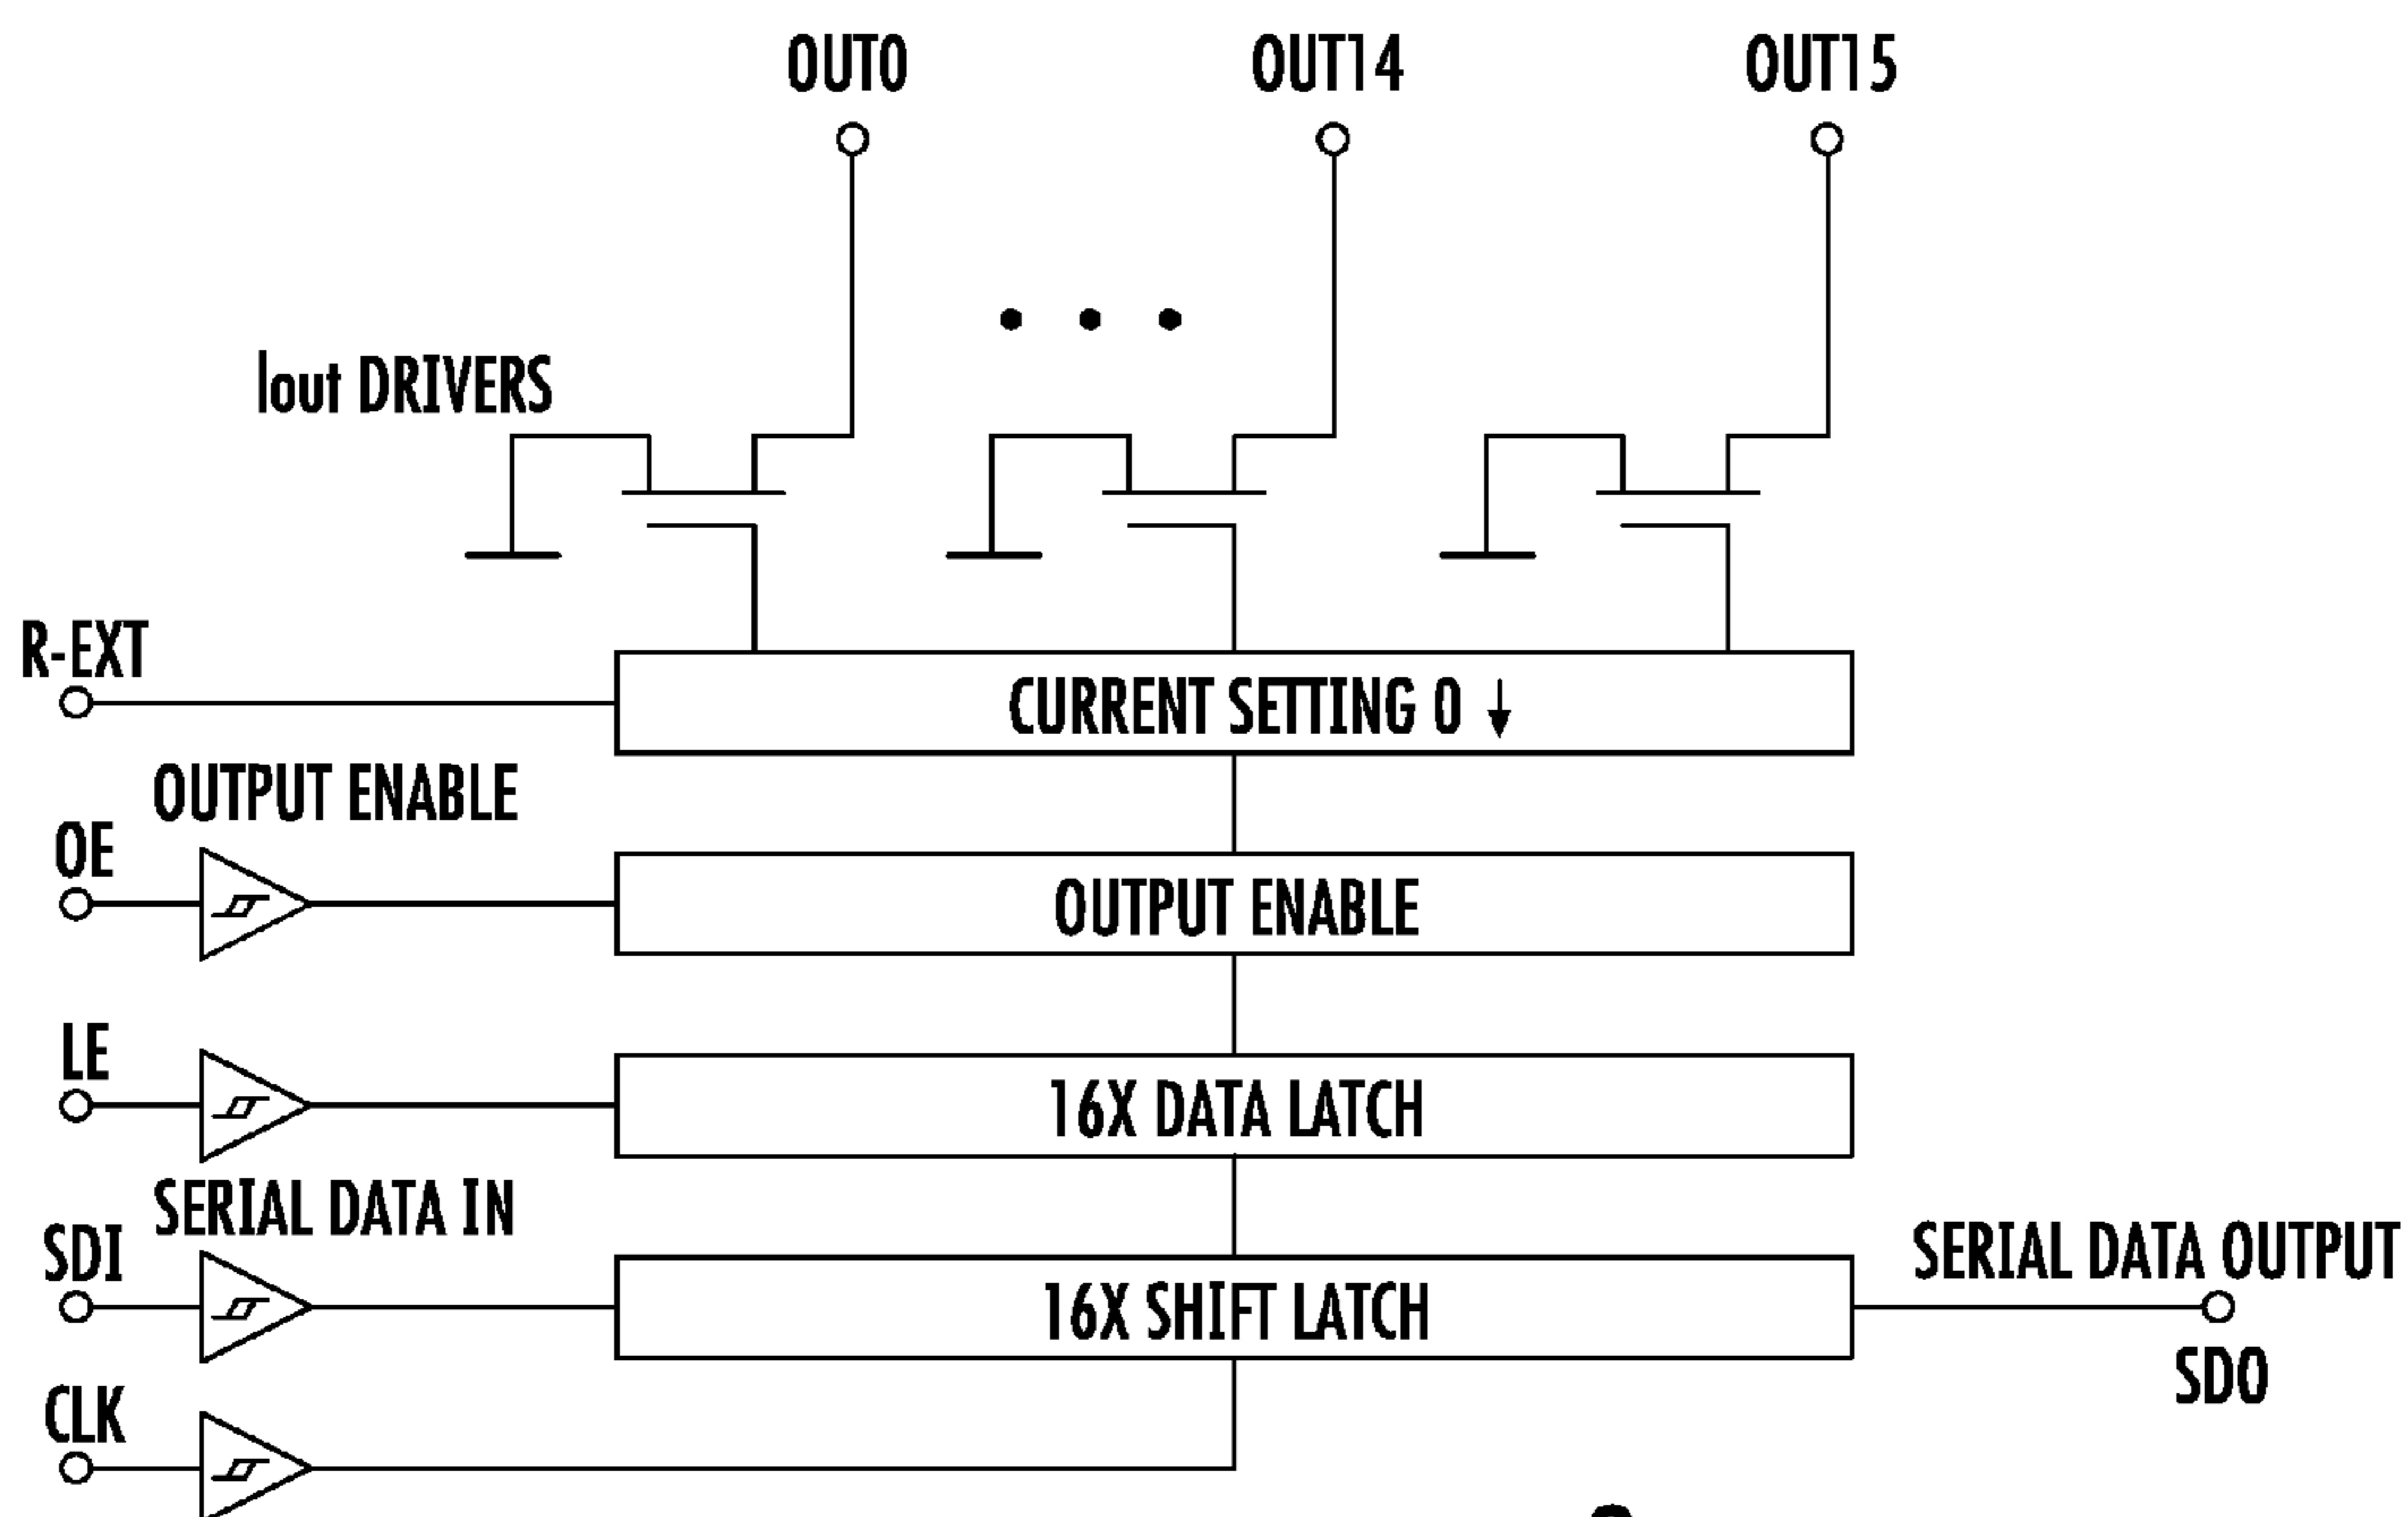 OUT0
OUT14
OUT15
Iout DRIVERS
R-EXT
CURRENT SETTING 0 ↓
OUTPUT ENABLE
OE
OUTPUT ENABLE
LE
16X DATA LATCH
SERIAL DATA IN
SDI
16X SHIFT LATCH
SERIAL DATA OUTPUT
SDO
CLK